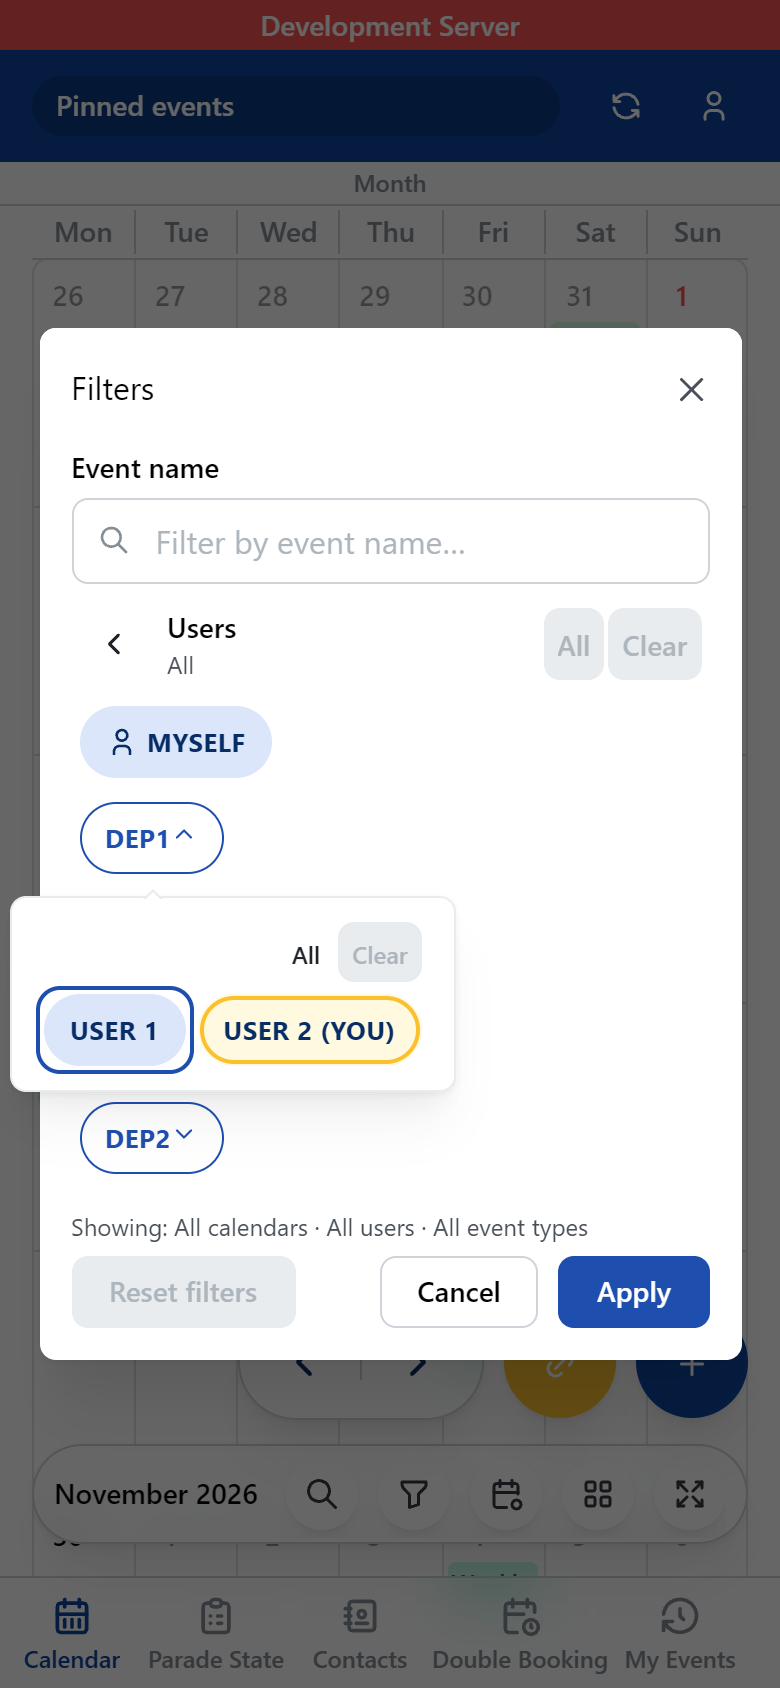 Development Server
Pinned events
Month
Mon Tue Wed Thu Fri Sat Sun
26 27 28 29 30 31 1
Filters
Event name
Filter by event name...
Users
All
All Clear
MYSELF
DEP1
All Clear
USER 1 USER 2 (YOU)
DEP2
Showing: All calendars · All users · All event types
Reset filters Cancel Apply
November 2026
Calendar Parade State Contacts Double Booking My Events